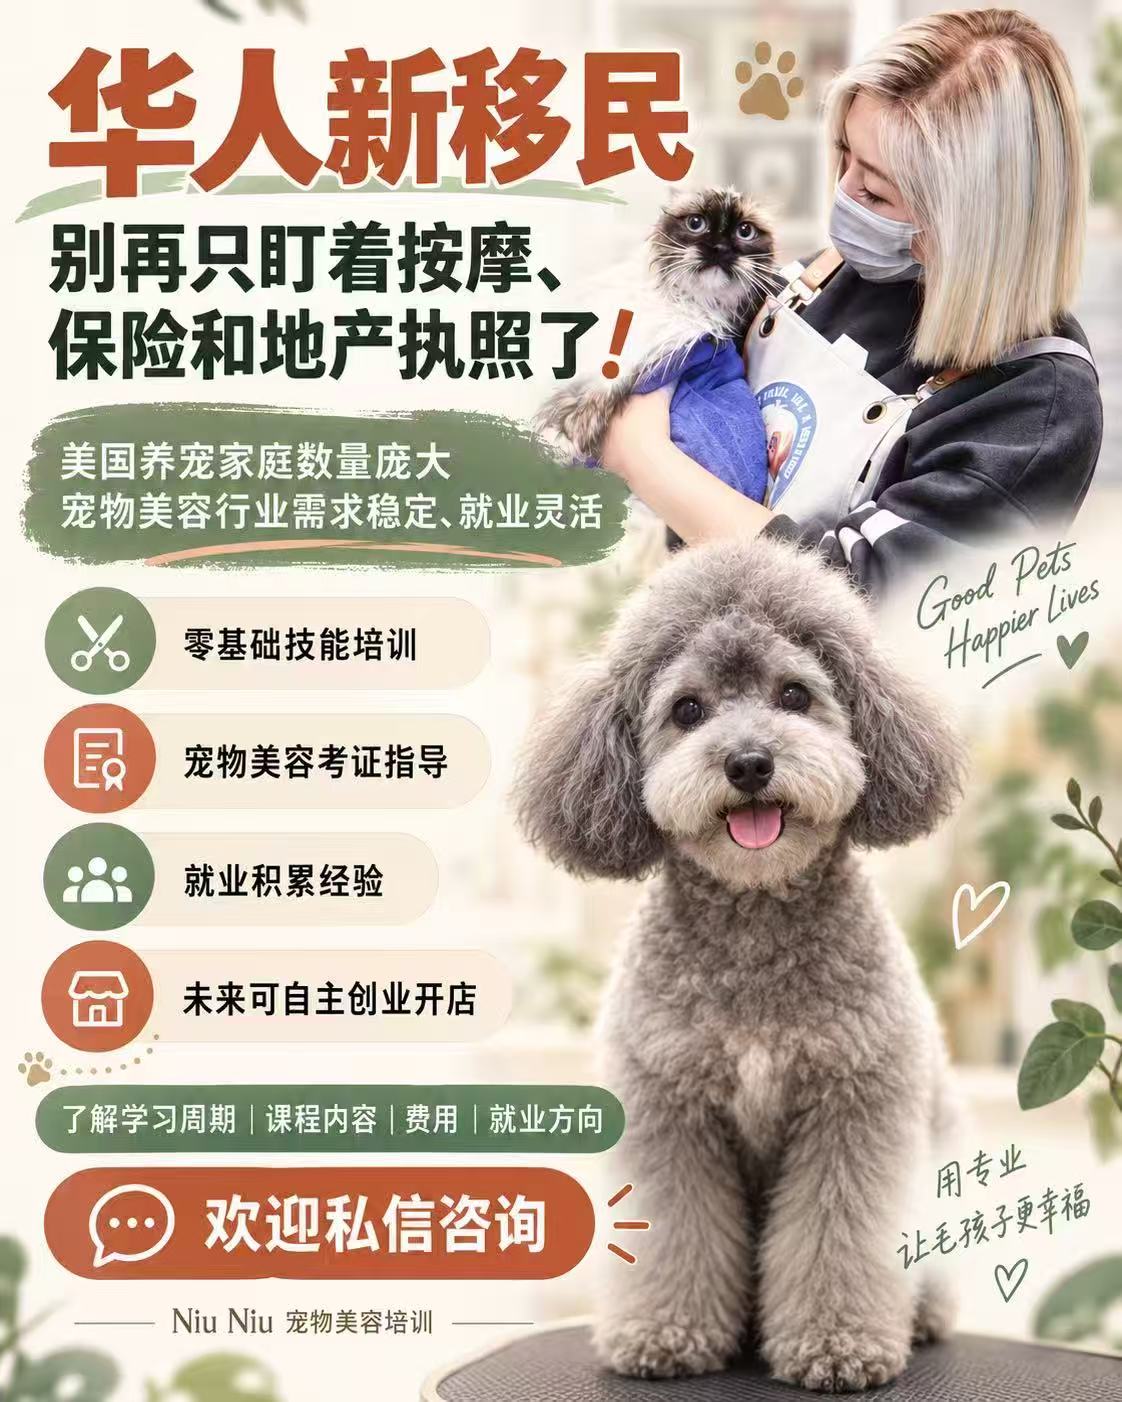 华人新移民
别再只盯着按摩、
保险和地产执照了!
美国养宠家庭数量庞大
宠物美容行业需求稳定、就业灵活
Good Pets
Happier Lives
零基础技能培训
宠物美容考证指导
就业积累经验
未来可自主创业开店
了解学习周期｜课程内容｜费用｜就业方向
欢迎私信咨询
用专业
让毛孩子更幸福
Niu Niu 宠物美容培训